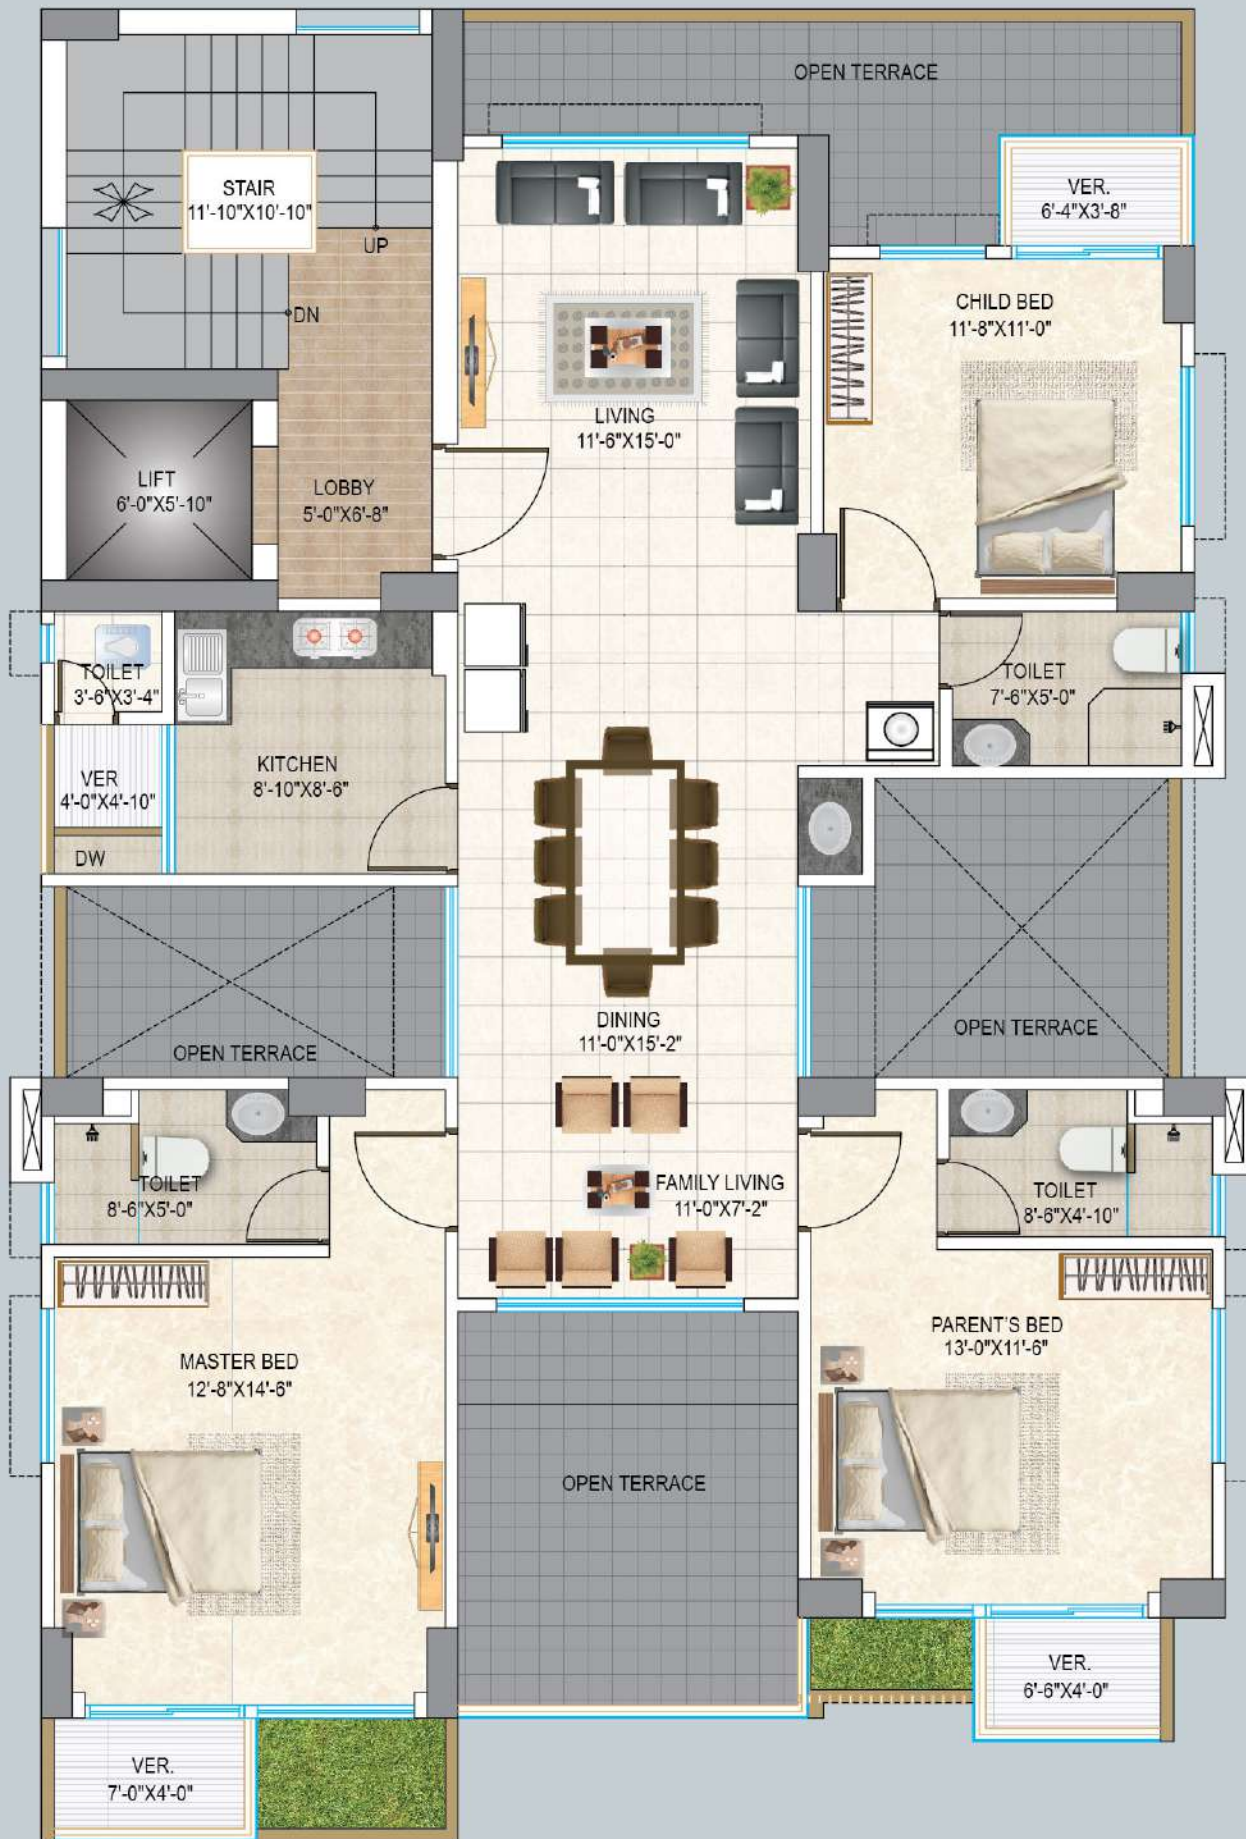 OPEN TERRACE
STAIR
11'-10"X10'-10"
UP
DN
VER.
6'-4"X3'-8"
CHILD BED
11'-8"X11'-0"
LIVING
11'-6"X15'-0"
LIFT
6'-0"X5'-10"
LOBBY
5'-0"X6'-8"
TOILET
3'-6"X3'-4"
TOILET
7'-6"X5'-0"
KITCHEN
8'-10"X8'-6"
VER
4'-0"X4'-10"
DW
DINING
11'-0"X15'-2"
OPEN TERRACE
OPEN TERRACE
TOILET
8'-6"X5'-0"
FAMILY LIVING
11'-0"X7'-2"
TOILET
8'-6"X4'-10"
MASTER BED
12'-8"X14'-6"
PARENT'S BED
13'-0"X11'-6"
OPEN TERRACE
VER.
6'-6"X4'-0"
VER.
7'-0"X4'-0"